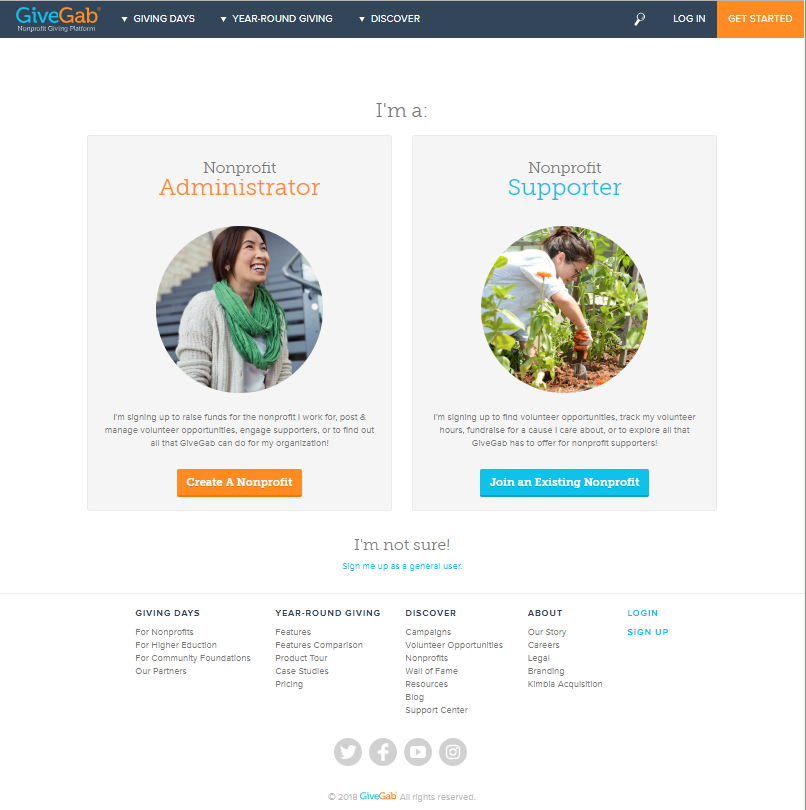 GiveGab®
Nonprofit Giving Platform
▼ GIVING DAYS ▼ YEAR-ROUND GIVING ▼ DISCOVER LOG IN GET STARTED
I'm a:
Nonprofit
Administrator
I'm signing up to raise funds for the nonprofit I work for, post &
manage volunteer opportunities, engage supporters, or to find out
all that GiveGab can do for my organization!
Create A Nonprofit
Nonprofit
Supporter
I'm signing up to find volunteer opportunities, track my volunteer
hours, fundraise for a cause I care about, or to explore all that
GiveGab has to offer for nonprofit supporters!
Join an Existing Nonprofit
I'm not sure!
Sign me up as a general user.
GIVING DAYS
For Nonprofits
For Higher Eduction
For Community Foundations
Our Partners
YEAR-ROUND GIVING
Features
Features Comparison
Product Tour
Case Studies
Pricing
DISCOVER
Campaigns
Volunteer Opportunities
Nonprofits
Wall of Fame
Resources
Blog
Support Center
ABOUT
Our Story
Careers
Legal
Branding
Kimbia Acquisition
LOGIN
SIGN UP
© 2018 GiveGab® All rights reserved.